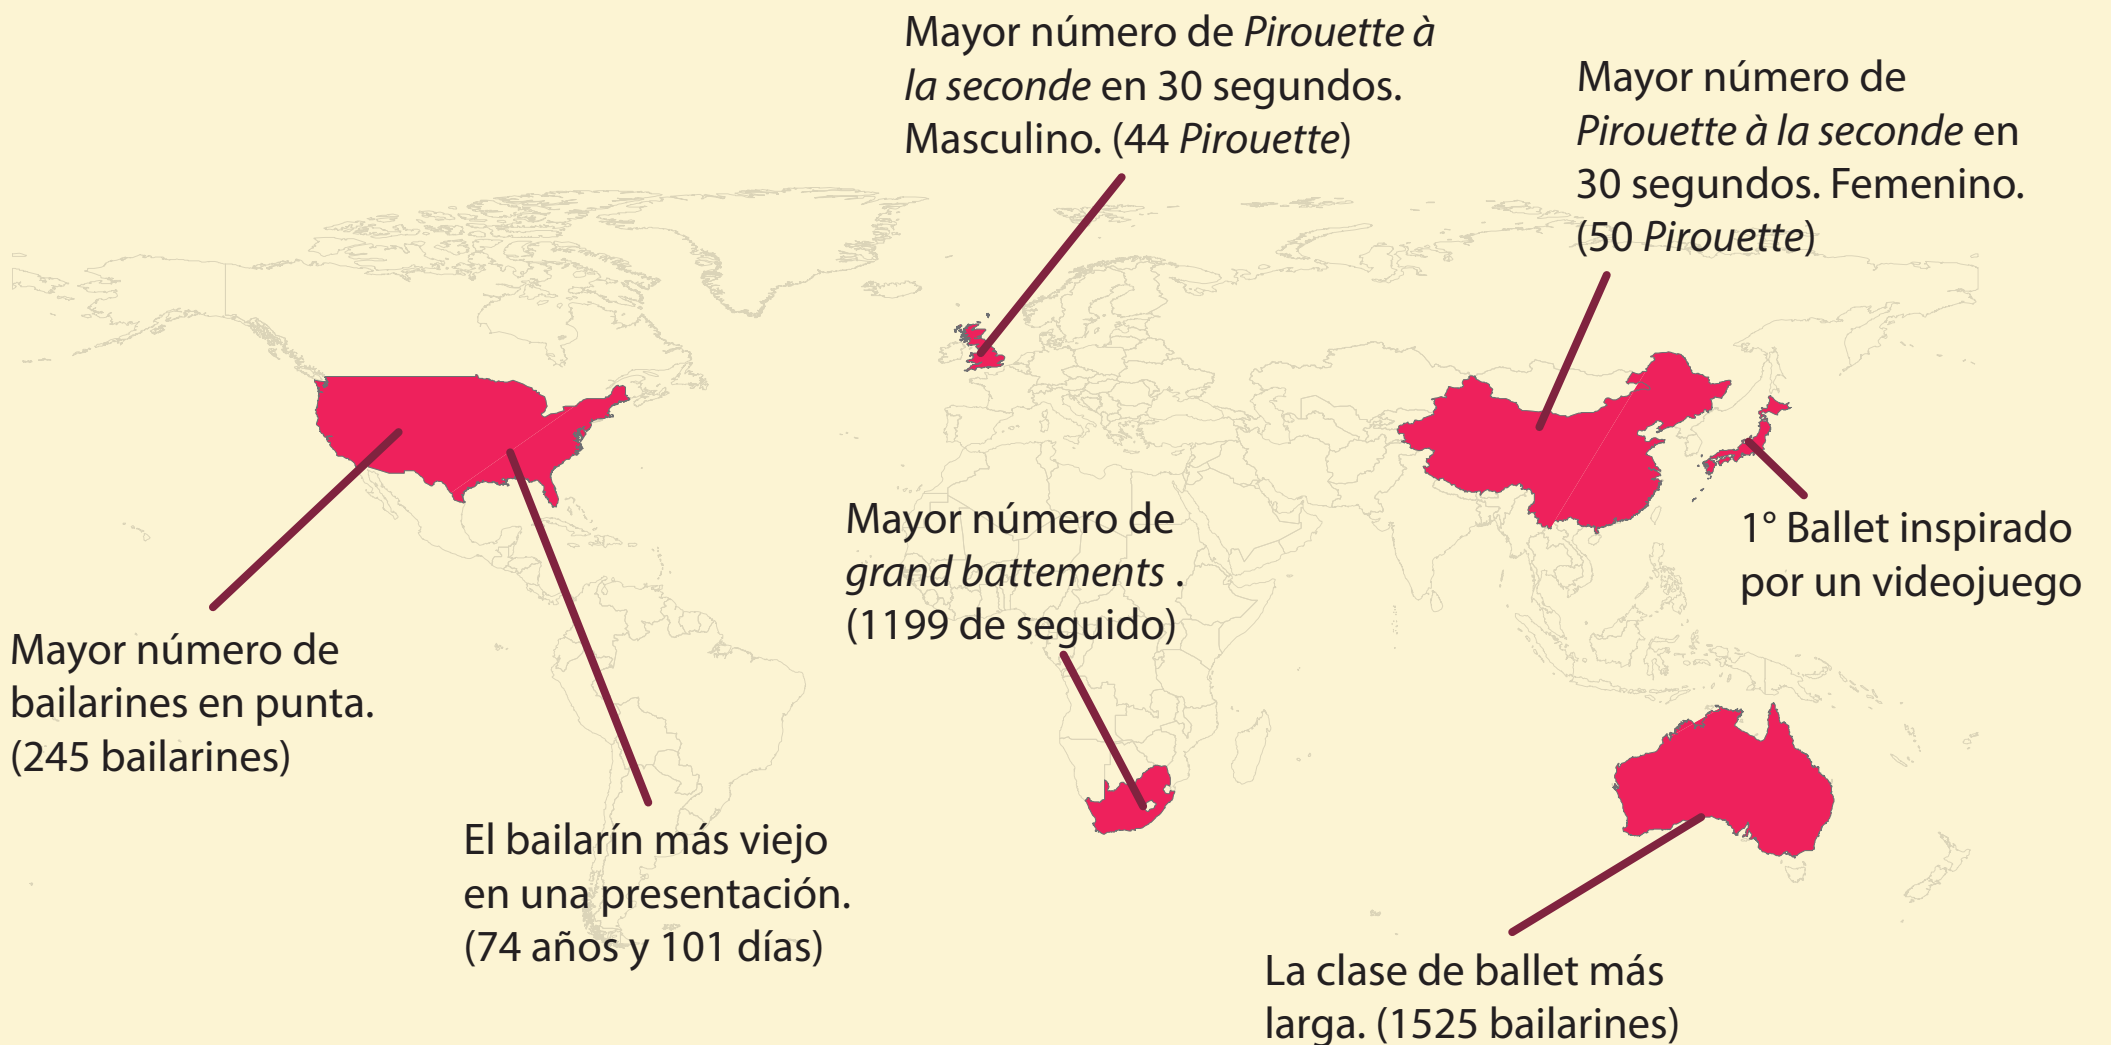 Mayor número de Pirouette à
la seconde en 30 segundos.
Masculino. (44 Pirouette)
Mayor número de
Pirouette à la seconde en
30 segundos. Femenino.
(50 Pirouette)
Mayor número de
grand battements .
(1199 de seguido)
1° Ballet inspirado
por un videojuego
Mayor número de
bailarines en punta.
(245 bailarines)
El bailarín más viejo
en una presentación.
(74 años y 101 días)
La clase de ballet más
larga. (1525 bailarines)